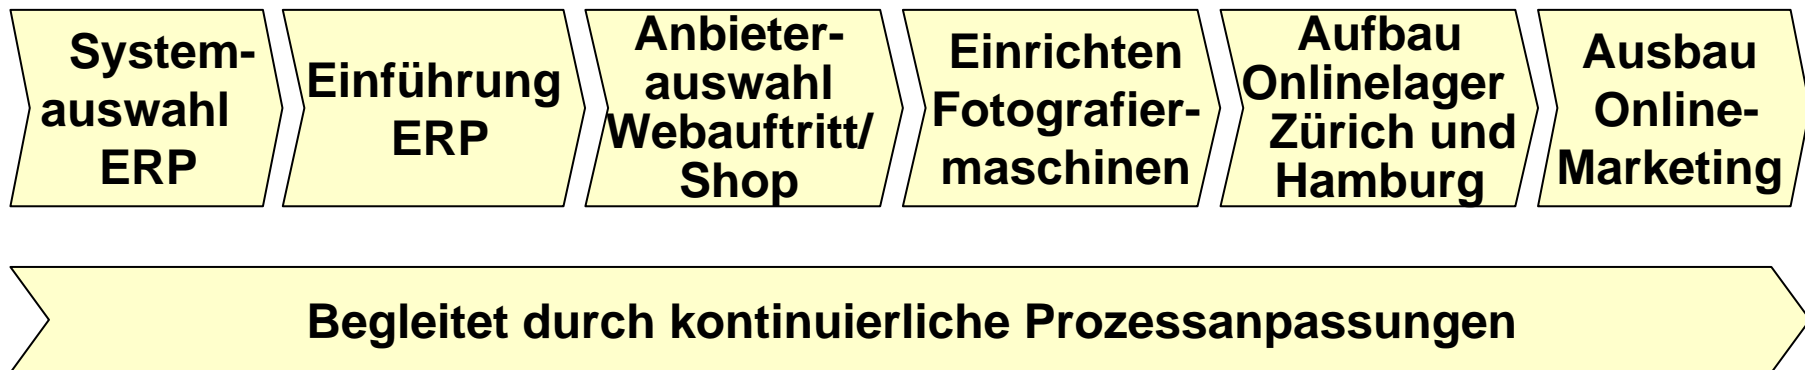 System-
auswahl
ERP
Einführung
ERP
Anbieter-
auswahl
Webauftritt/
Shop
Einrichten
Fotografier-
maschinen
Aufbau
Onlinelager
Zürich und
Hamburg
Ausbau
Online-
Marketing
Begleitet durch kontinuierliche Prozessanpassungen